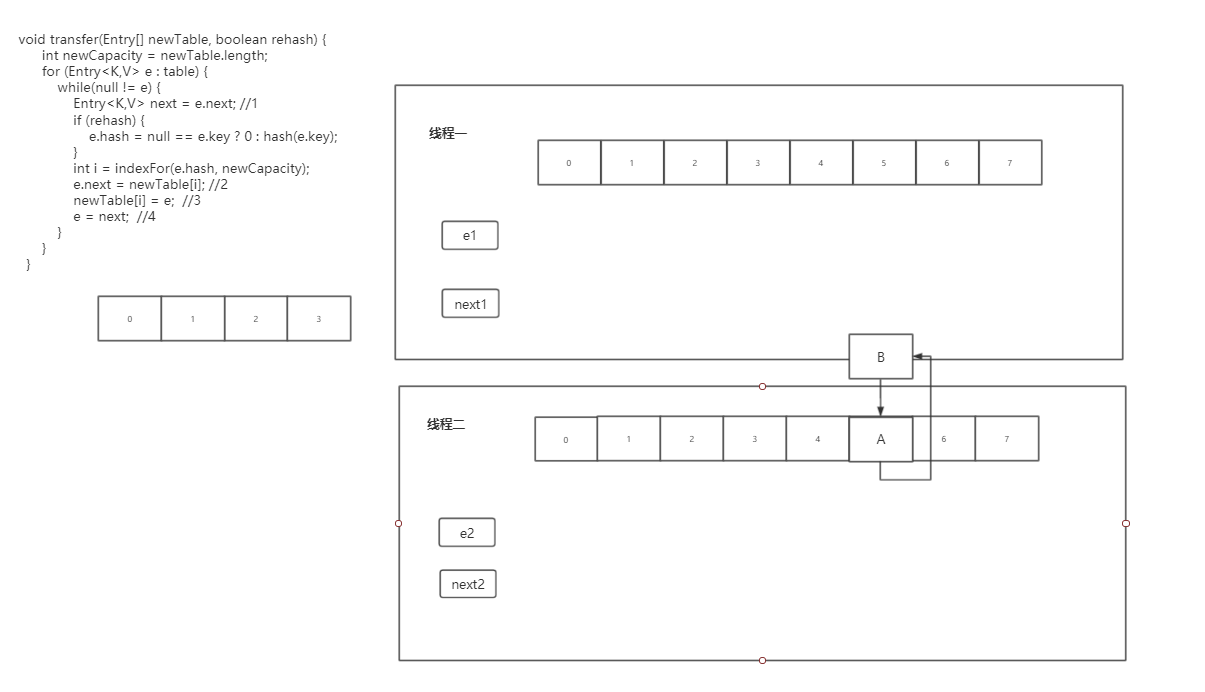 void transfer(Entry[] newTable, boolean rehash) {
int newCapacity = newTable.length;
for (Entry<K,V> e : table) {
while(null != e) {
Entry<K,V> next = e.next; //1
if (rehash) {
e.hash = null == e.key ? 0 : hash(e.key);
}
int i = indexFor(e.hash, newCapacity);
e.next = newTable[i]; //2
newTable[i] = e; //3
e = next; //4
}
}
}
0 1 2 3
线程一
0 1 2 3 4 5 6 7
e1
next1
B
线程二
0 1 2 3 4 A 6 7
e2
next2